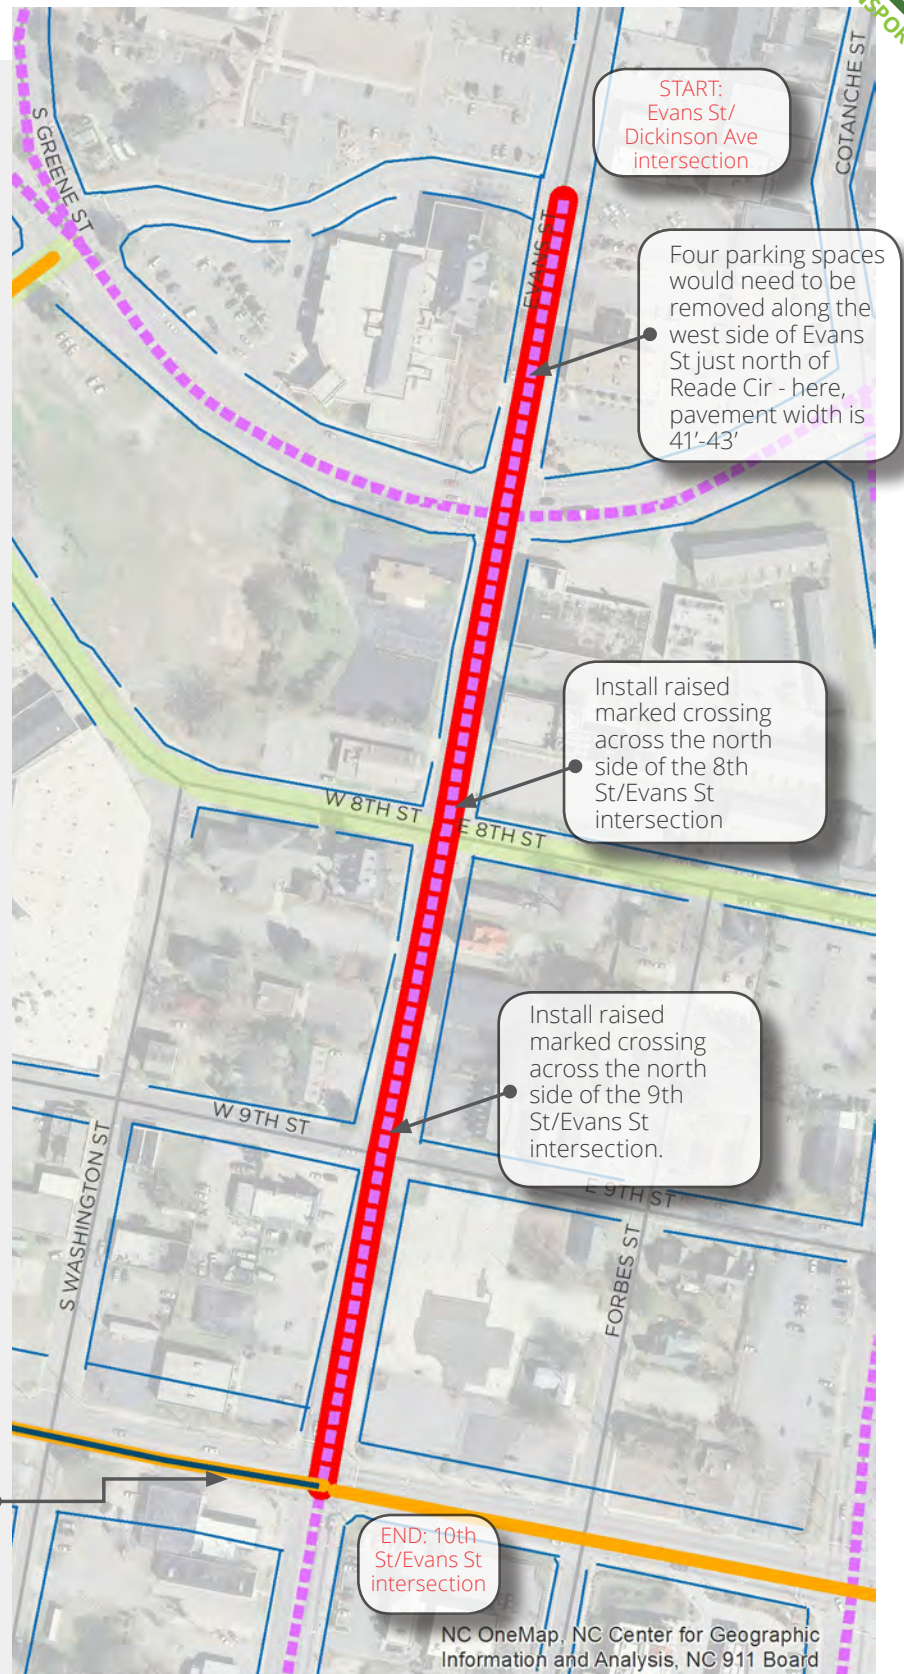 S GREENE ST
START:
Evans St/
Dickinson Ave
intersection
COTANCHE ST
EVANS ST
Four parking spaces
would need to be
removed along the
west side of Evans
St just north of
Reade Cir - here,
pavement width is
41’-43’
Install raised
marked crossing
across the north
side of the 8th
St/Evans St
intersection
W 8TH ST
E 8TH ST
Install raised
marked crossing
across the north
side of the 9th
St/Evans St
intersection.
W 9TH ST
E 9TH ST
S WASHINGTON ST
FORBES ST
END: 10th
St/Evans St
intersection
NC OneMap, NC Center for Geographic
Information and Analysis, NC 911 Board